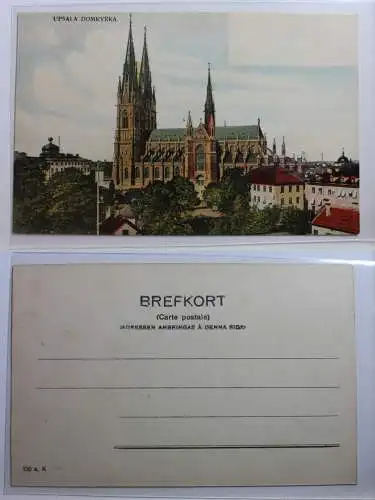 UPSALA DOMKYRKA.
BREFKORT
(Carte postale)
(ADRESSEN ANBRINGAS Å DENNA SIDA)